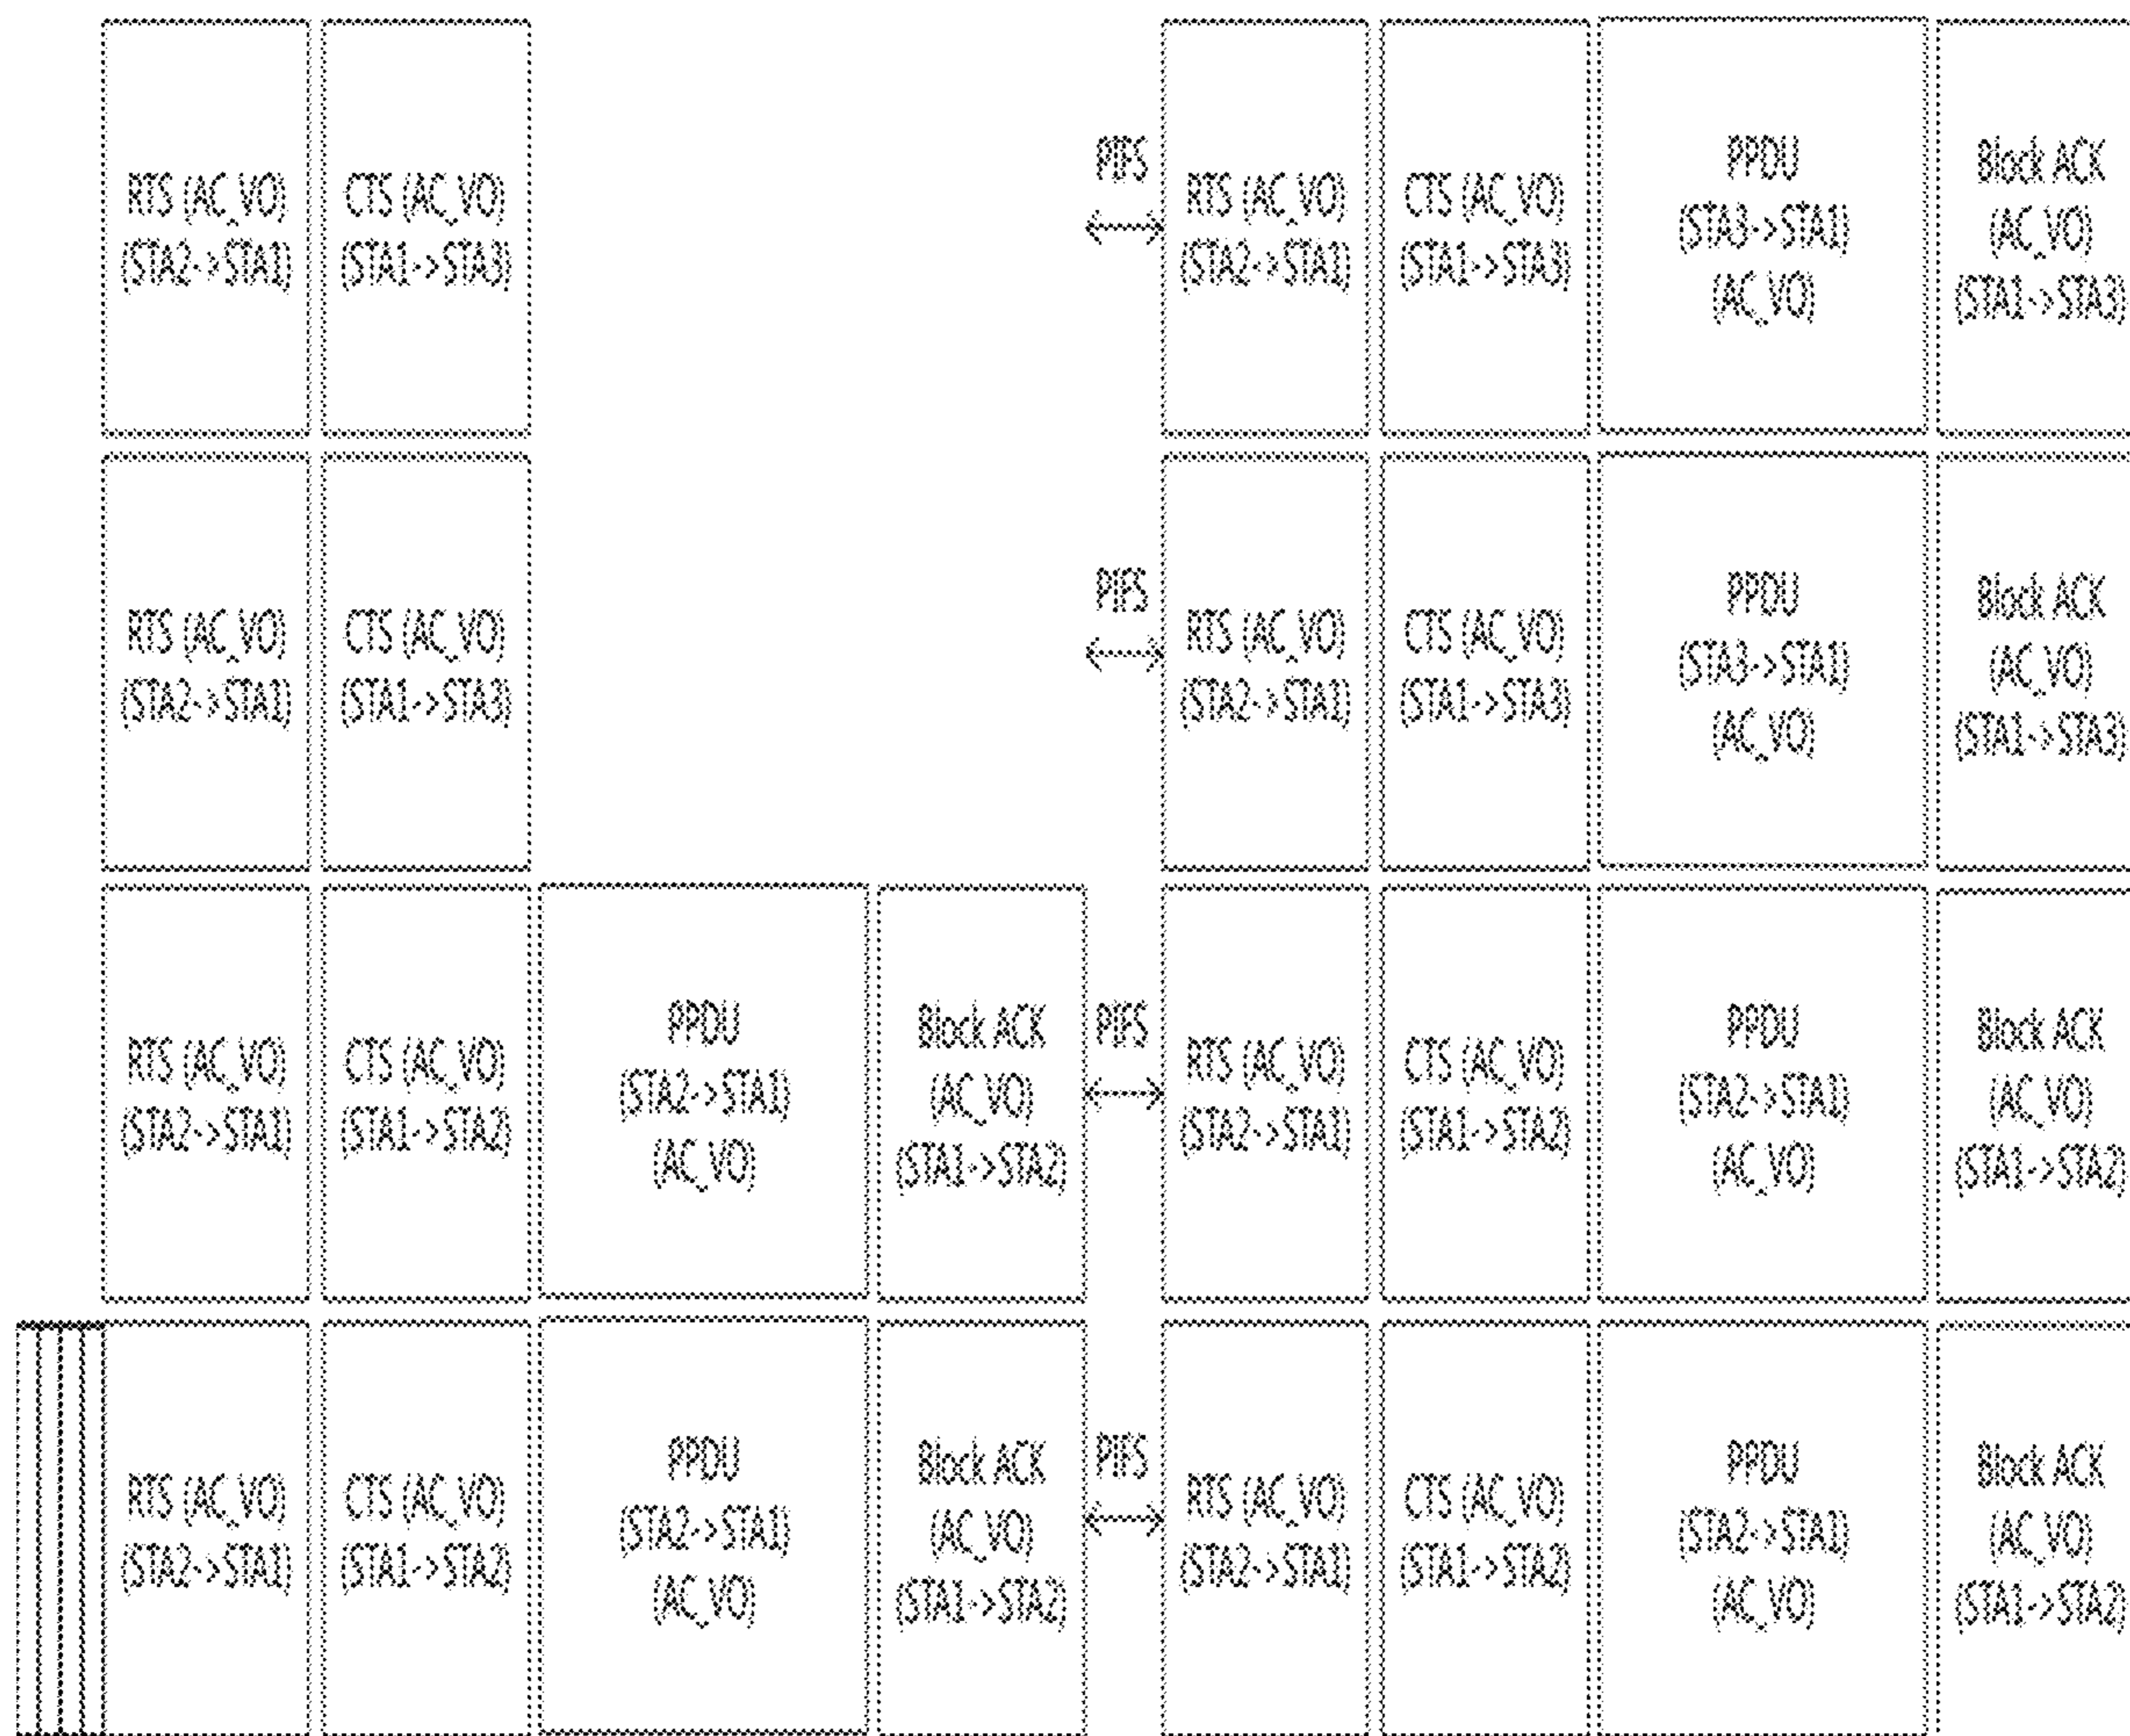 RTS (AC_VO)
(STA2->STA1)
CTS (AC_VO)
(STA1->STA3)
PIFS
RTS (AC_VO)
(STA2->STA1)
CTS (AC_VO)
(STA1->STA3)
PPDU
(STA3->STA1)
(AC_VO)
Block ACK
(AC_VO)
(STA1->STA3)
RTS (AC_VO)
(STA2->STA1)
CTS (AC_VO)
(STA1->STA3)
PIFS
RTS (AC_VO)
(STA2->STA1)
CTS (AC_VO)
(STA1->STA3)
PPDU
(STA3->STA1)
(AC_VO)
Block ACK
(AC_VO)
(STA1->STA3)
RTS (AC_VO)
(STA2->STA1)
CTS (AC_VO)
(STA1->STA2)
PPDU
(STA2->STA1)
(AC_VO)
Block ACK
(AC_VO)
(STA1->STA2)
PIFS
RTS (AC_VO)
(STA2->STA1)
CTS (AC_VO)
(STA1->STA2)
PPDU
(STA2->STA1)
(AC_VO)
Block ACK
(AC_VO)
(STA1->STA2)
RTS (AC_VO)
(STA2->STA1)
CTS (AC_VO)
(STA1->STA2)
PPDU
(STA2->STA1)
(AC_VO)
Block ACK
(AC_VO)
(STA1->STA2)
PIFS
RTS (AC_VO)
(STA2->STA1)
CTS (AC_VO)
(STA1->STA2)
PPDU
(STA2->STA1)
(AC_VO)
Block ACK
(AC_VO)
(STA1->STA2)